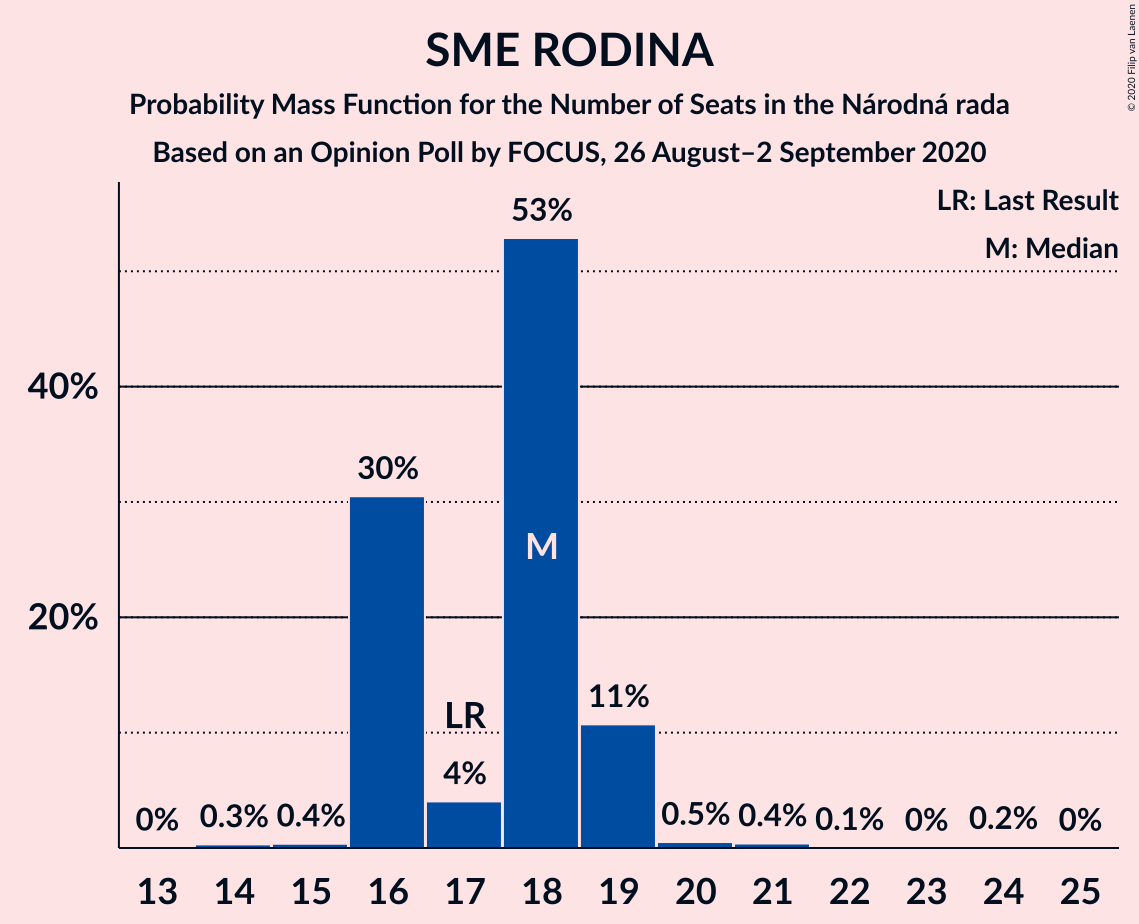 SME RODINA
Probability Mass Function for the Number of Seats in the Národná rada
Based on an Opinion Poll by FOCUS, 26 August–2 September 2020
© 2020 Filip van Laenen
LR: Last Result
M: Median
53%
40%
30%
M
20%
11%
LR
4%
0% 0.3% 0.4% 0.5% 0.4% 0.1% 0% 0.2% 0%
13 14 15 16 17 18 19 20 21 22 23 24 25